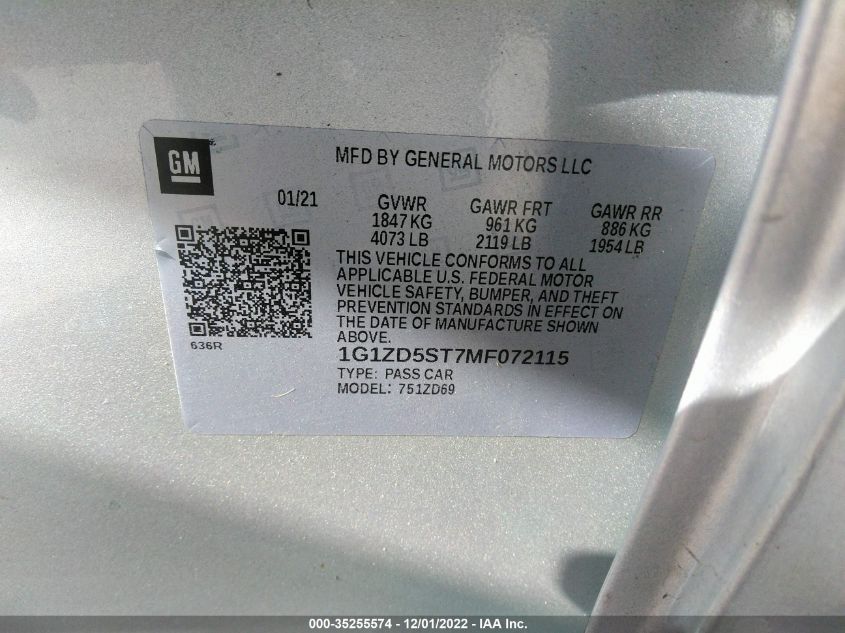 GM
MFD BY GENERAL MOTORS LLC
01/21
GVWR GAWR FRT GAWR RR
1847 KG 961 KG 886 KG
4073 LB 2119 LB 1954 LB
THIS VEHICLE CONFORMS TO ALL
APPLICABLE U.S. FEDERAL MOTOR
VEHICLE SAFETY, BUMPER, AND THEFT
PREVENTION STANDARDS IN EFFECT ON
THE DATE OF MANUFACTURE SHOWN
ABOVE.
636R
1G1ZD5ST7MF072115
TYPE: PASS CAR
MODEL: 751ZD69
000-35255574 - 12/01/2022 - IAA Inc.